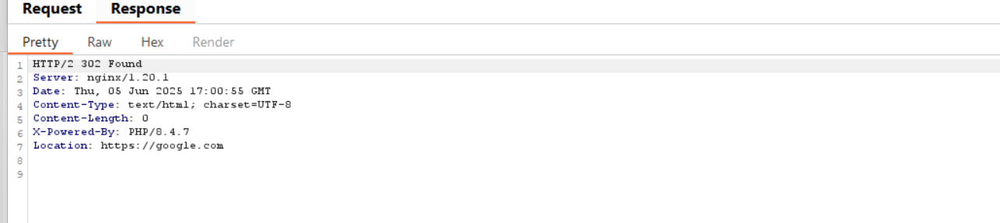 Request Response
Pretty Raw Hex Render
1 HTTP/2 302 Found
2 Server: nginx/1.20.1
3 Date: Thu, 05 Jun 2025 17:00:55 GMT
4 Content-Type: text/html; charset=UTF-8
5 Content-Length: 0
6 X-Powered-By: PHP/8.4.7
7 Location: https://google.com
8
9